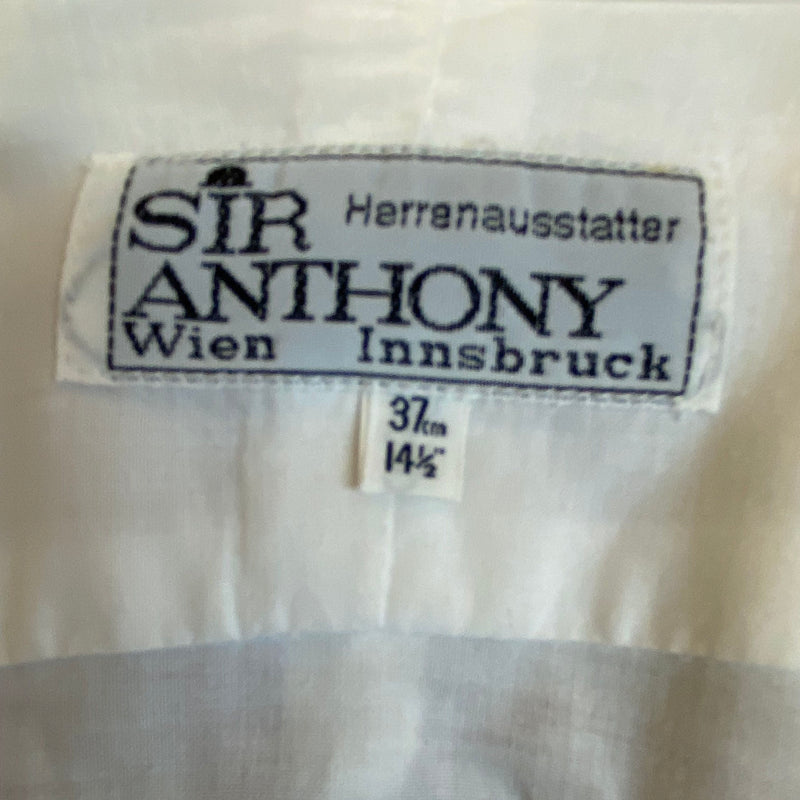 SIR Herrenausstatter
ANTHONY
Wien Innsbruck
37cm
14½"